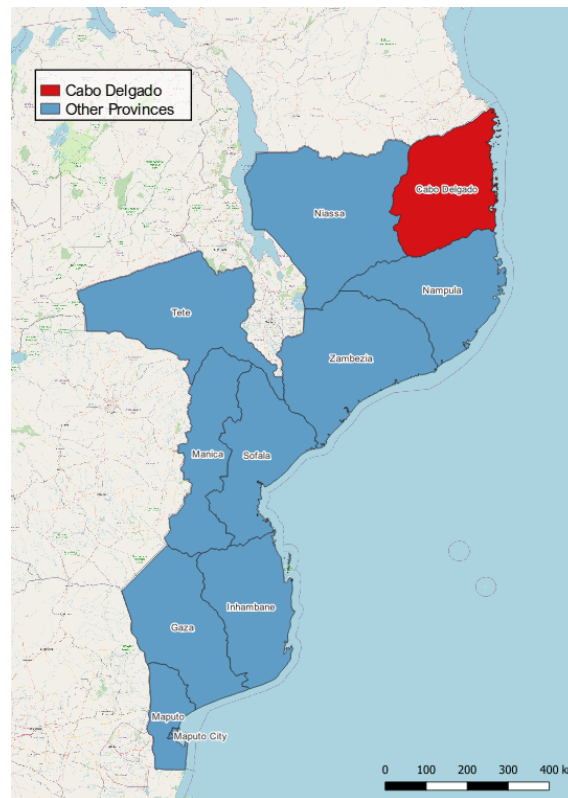 Cabo Delgado
Other Provinces
Cabo Delgado
Niassa
Nampula
Tete
Zambezia
Manica
Sofala
Inhambane
Gaza
Maputo
Maputo City
0 100 200 300 400 km